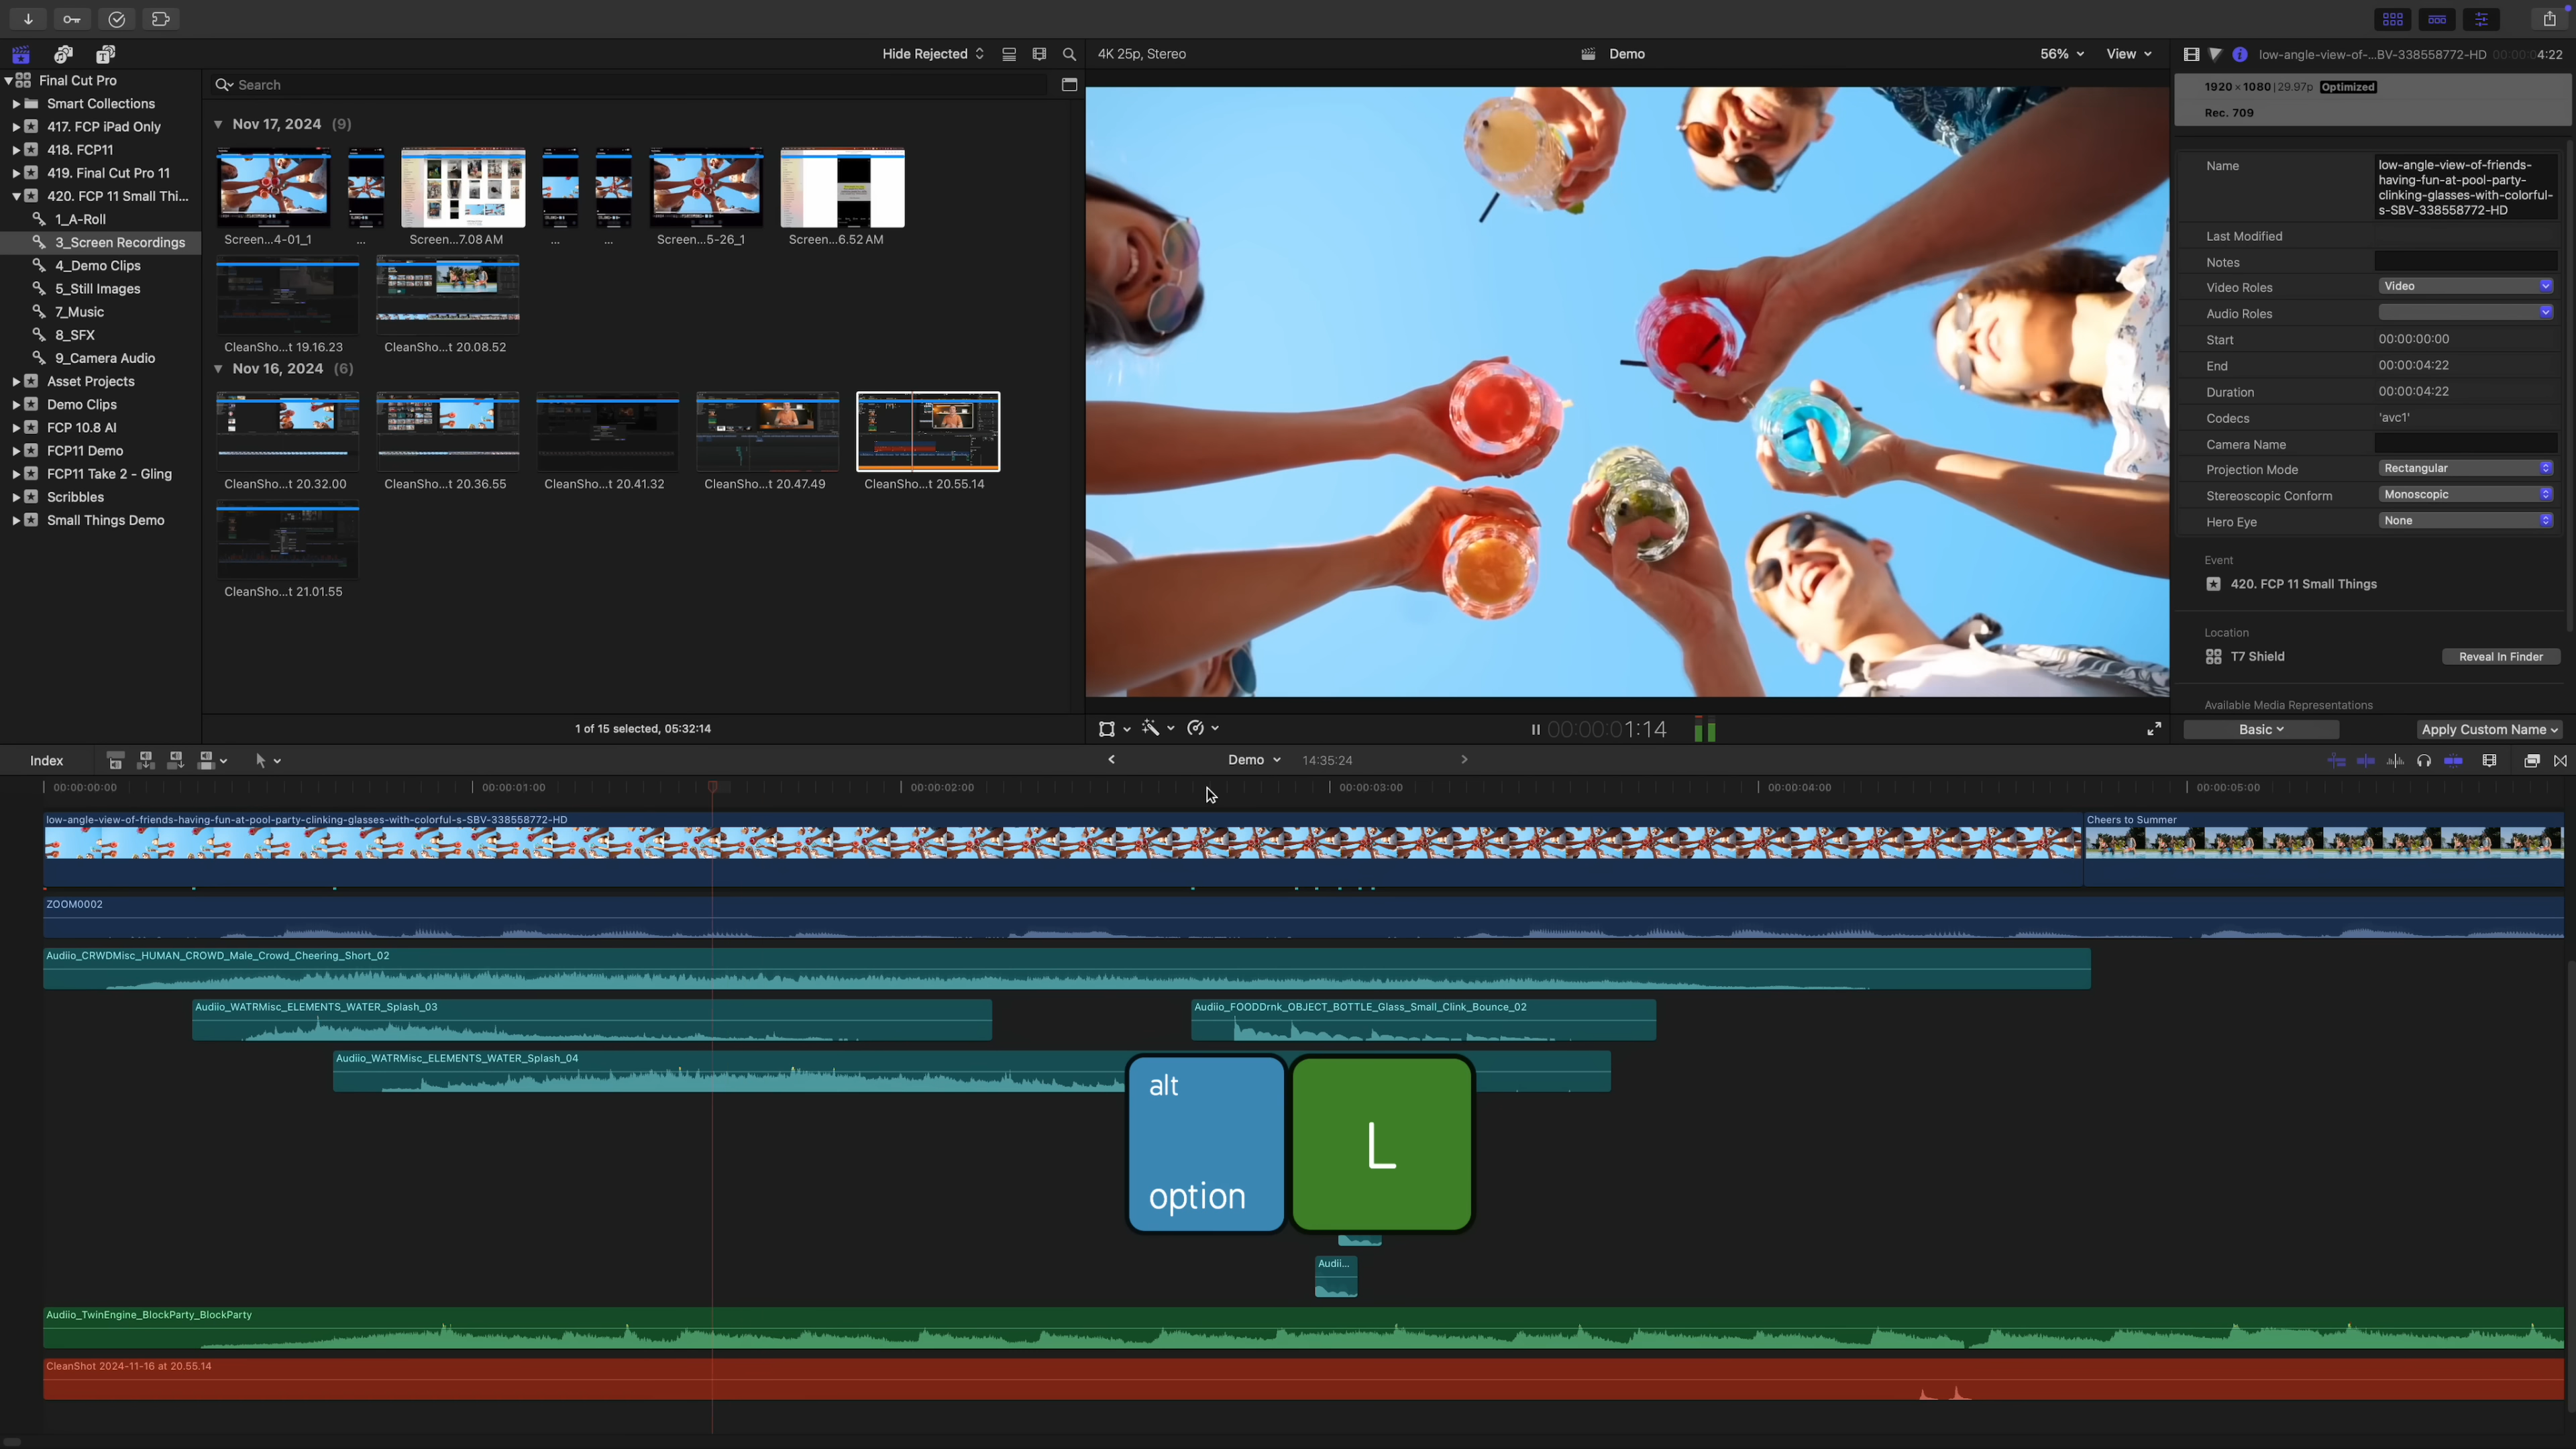 Hide Rejected
4K 25p, Stereo
Demo
56%
View
low-angle-view-of-...BV-338558772-HD
00:00:04:22
Final Cut Pro
Smart Collections
417. FCP iPad Only
418. FCP11
419. Final Cut Pro 11
420. FCP 11 Small Thi...
1_A-Roll
3_Screen Recordings
4_Demo Clips
5_Still Images
7_Music
8_SFX
9_Camera Audio
Asset Projects
Demo Clips
FCP 10.8 AI
FCP11 Demo
FCP11 Take 2 - Gling
Scribbles
Small Things Demo
Search
Nov 17, 2024 (9)
Screen...4-01_1
...
Screen...7.08 AM
...
...
Screen...5-26_1
Screen...6.52 AM
CleanSho...t 19.16.23
CleanSho...t 20.08.52
Nov 16, 2024 (6)
CleanSho...t 20.32.00
CleanSho...t 20.36.55
CleanSho...t 20.41.32
CleanSho...t 20.47.49
CleanSho...t 20.55.14
CleanSho...t 21.01.55
1 of 15 selected, 05:32:14
00:00:01:14
1920 × 1080 | 29.97p Optimized
Rec. 709
Name
low-angle-view-of-friends-
having-fun-at-pool-party-
clinking-glasses-with-colorful-
s-SBV-338558772-HD
Last Modified
Notes
Video Roles Video
Audio Roles
Start 00:00:00:00
End 00:00:04:22
Duration 00:00:04:22
Codecs 'avc1'
Camera Name
Projection Mode Rectangular
Stereoscopic Conform Monoscopic
Hero Eye None
Event
420. FCP 11 Small Things
Location
T7 Shield
Reveal In Finder
Available Media Representations
Basic
Apply Custom Name
Index
Demo
14:35:24
00:00:00:00
00:00:01:00
00:00:02:00
00:00:03:00
00:00:04:00
00:00:05:00
low-angle-view-of-friends-having-fun-at-pool-party-clinking-glasses-with-colorful-s-SBV-338558772-HD
Cheers to Summer
ZOOM0002
Audiio_CRWDMisc_HUMAN_CROWD_Male_Crowd_Cheering_Short_02
Audiio_WATRMisc_ELEMENTS_WATER_Splash_03
Audiio_FOODDrnk_OBJECT_BOTTLE_Glass_Small_Clink_Bounce_02
Audiio_WATRMisc_ELEMENTS_WATER_Splash_04
alt
option
L
Audii...
Audiio_TwinEngine_BlockParty_BlockParty
CleanShot 2024-11-16 at 20.55.14